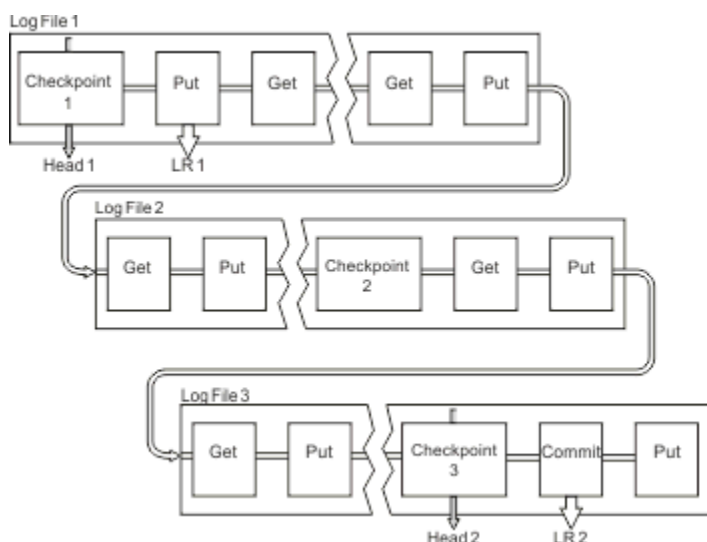 Log File 1
Checkpoint
1
Put
Get
Get
Put
Head 1
LR 1
Log File 2
Get
Put
Checkpoint
2
Get
Put
Log File 3
Get
Put
Checkpoint
3
Commit
Put
Head 2
LR 2